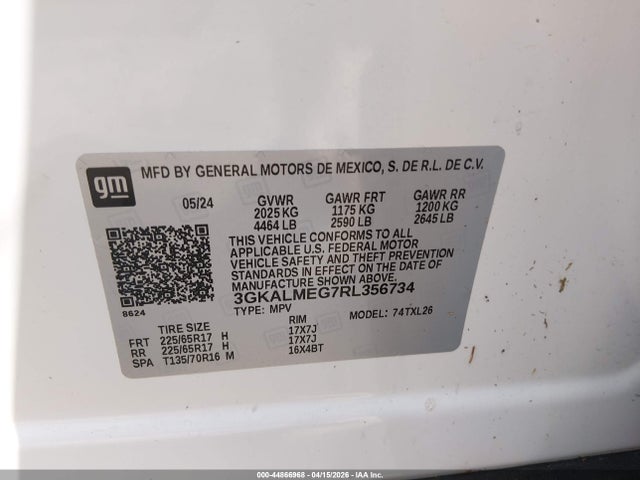 gm
MFD BY GENERAL MOTORS DE MEXICO, S. DE R.L. DE C.V.
05/24 GVWR GAWR FRT GAWR RR
2025 KG 1175 KG 1200 KG
4464 LB 2590 LB 2645 LB
THIS VEHICLE CONFORMS TO ALL
APPLICABLE U.S. FEDERAL MOTOR
VEHICLE SAFETY AND THEFT PREVENTION
STANDARDS IN EFFECT ON THE DATE OF
MANUFACTURE SHOWN ABOVE.
3GKALMEG7RL356734
8624 TYPE: MPV MODEL: 74TXL26
TIRE SIZE RIM
FRT 225/65R17 H 17X7J
RR 225/65R17 H 17X7J
SPA T135/70R16 M 16X4BT
000-44866968 - 04/15/2026 - IAA Inc.